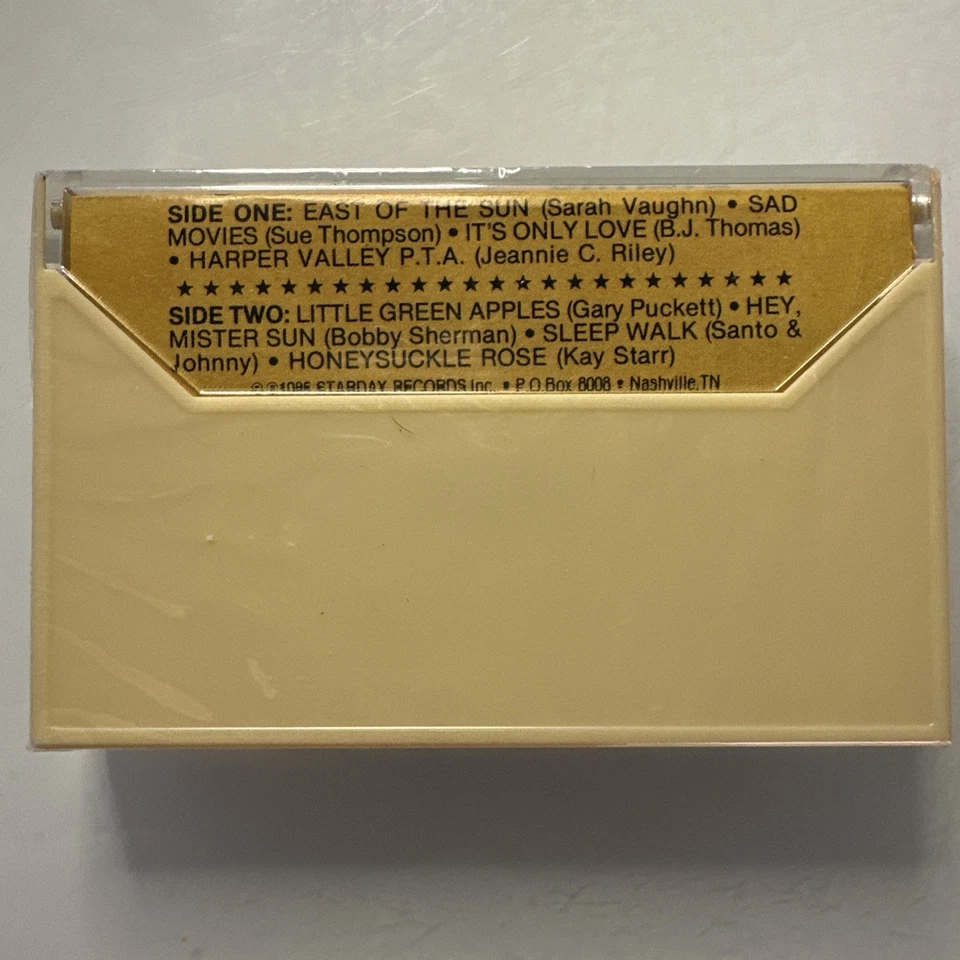 SIDE ONE: EAST OF THE SUN (Sarah Vaughn) • SAD
MOVIES (Sue Thompson) • IT'S ONLY LOVE (B.J. Thomas)
• HARPER VALLEY P.T.A. (Jeannie C. Riley)
★★★★★★★★★★★★★★★★★★★★★★★★
SIDE TWO: LITTLE GREEN APPLES (Gary Puckett) • HEY,
MISTER SUN (Bobby Sherman) • SLEEP WALK (Santo &
Johnny) • HONEYSUCKLE ROSE (Kay Starr)
© ℗ STARDAY RECORDS Inc. • P.O. Box 8008 • Nashville, TN